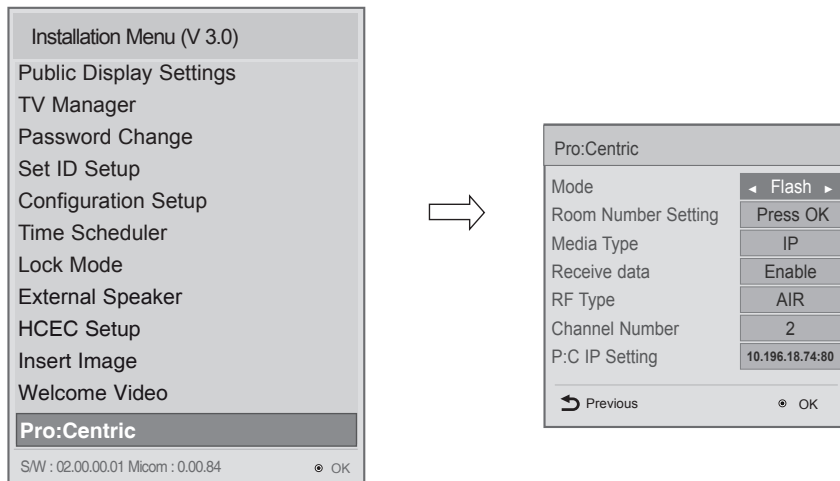 Installation Menu (V 3.0)
Public Display Settings
TV Manager
Password Change
Set ID Setup
Configuration Setup
Time Scheduler
Lock Mode
External Speaker
HCEC Setup
Insert Image
Welcome Video
Pro:Centric
S/W : 02.00.00.01 Micom : 0.00.84 ◉ OK
Pro:Centric
Mode ◄ Flash ►
Room Number Setting Press OK
Media Type IP
Receive data Enable
RF Type AIR
Channel Number 2
P:C IP Setting 10.196.18.74:80
Previous ◉ OK